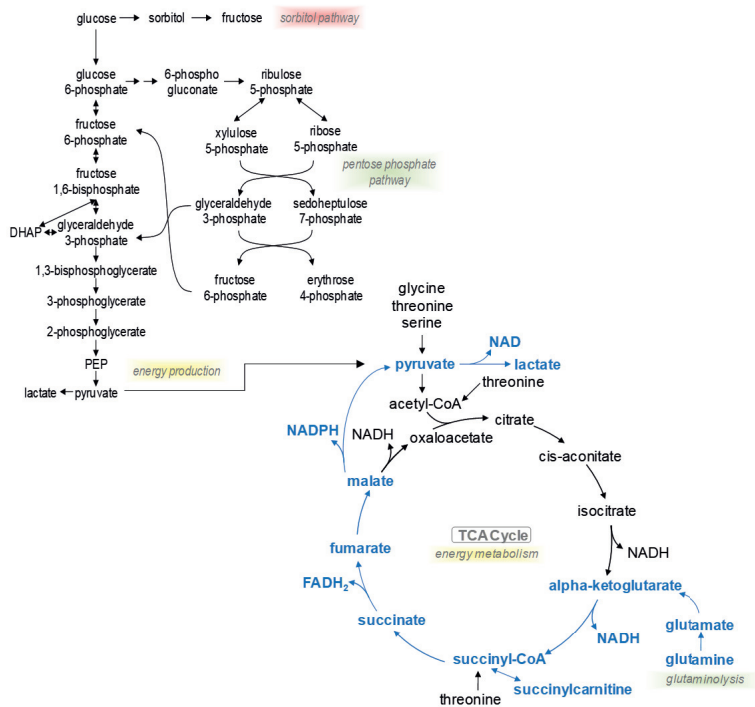 glucose
sorbitol
fructose
sorbitol pathway
glucose
6-phosphate
6-phospho
gluconate
ribulose
5-phosphate
fructose
6-phosphate
xylulose
5-phosphate
ribose
5-phosphate
pentose phosphate
pathway
fructose
1,6-bisphosphate
DHAP
glyceraldehyde
3-phosphate
glyceraldehyde
3-phosphate
sedoheptulose
7-phosphate
1,3-bisphosphoglycerate
fructose
6-phosphate
erythrose
4-phosphate
3-phosphoglycerate
2-phosphoglycerate
PEP
energy production
lactate
pyruvate
glycine
threonine
serine
NAD
pyruvate
lactate
threonine
acetyl-CoA
citrate
NADPH
NADH
oxaloacetate
cis-aconitate
malate
isocitrate
TCA Cycle
energy metabolism
fumarate
NADH
FADH2
alpha-ketoglutarate
succinate
glutamate
NADH
succinyl-CoA
glutamine
glutaminolysis
threonine
succinylcarnitine